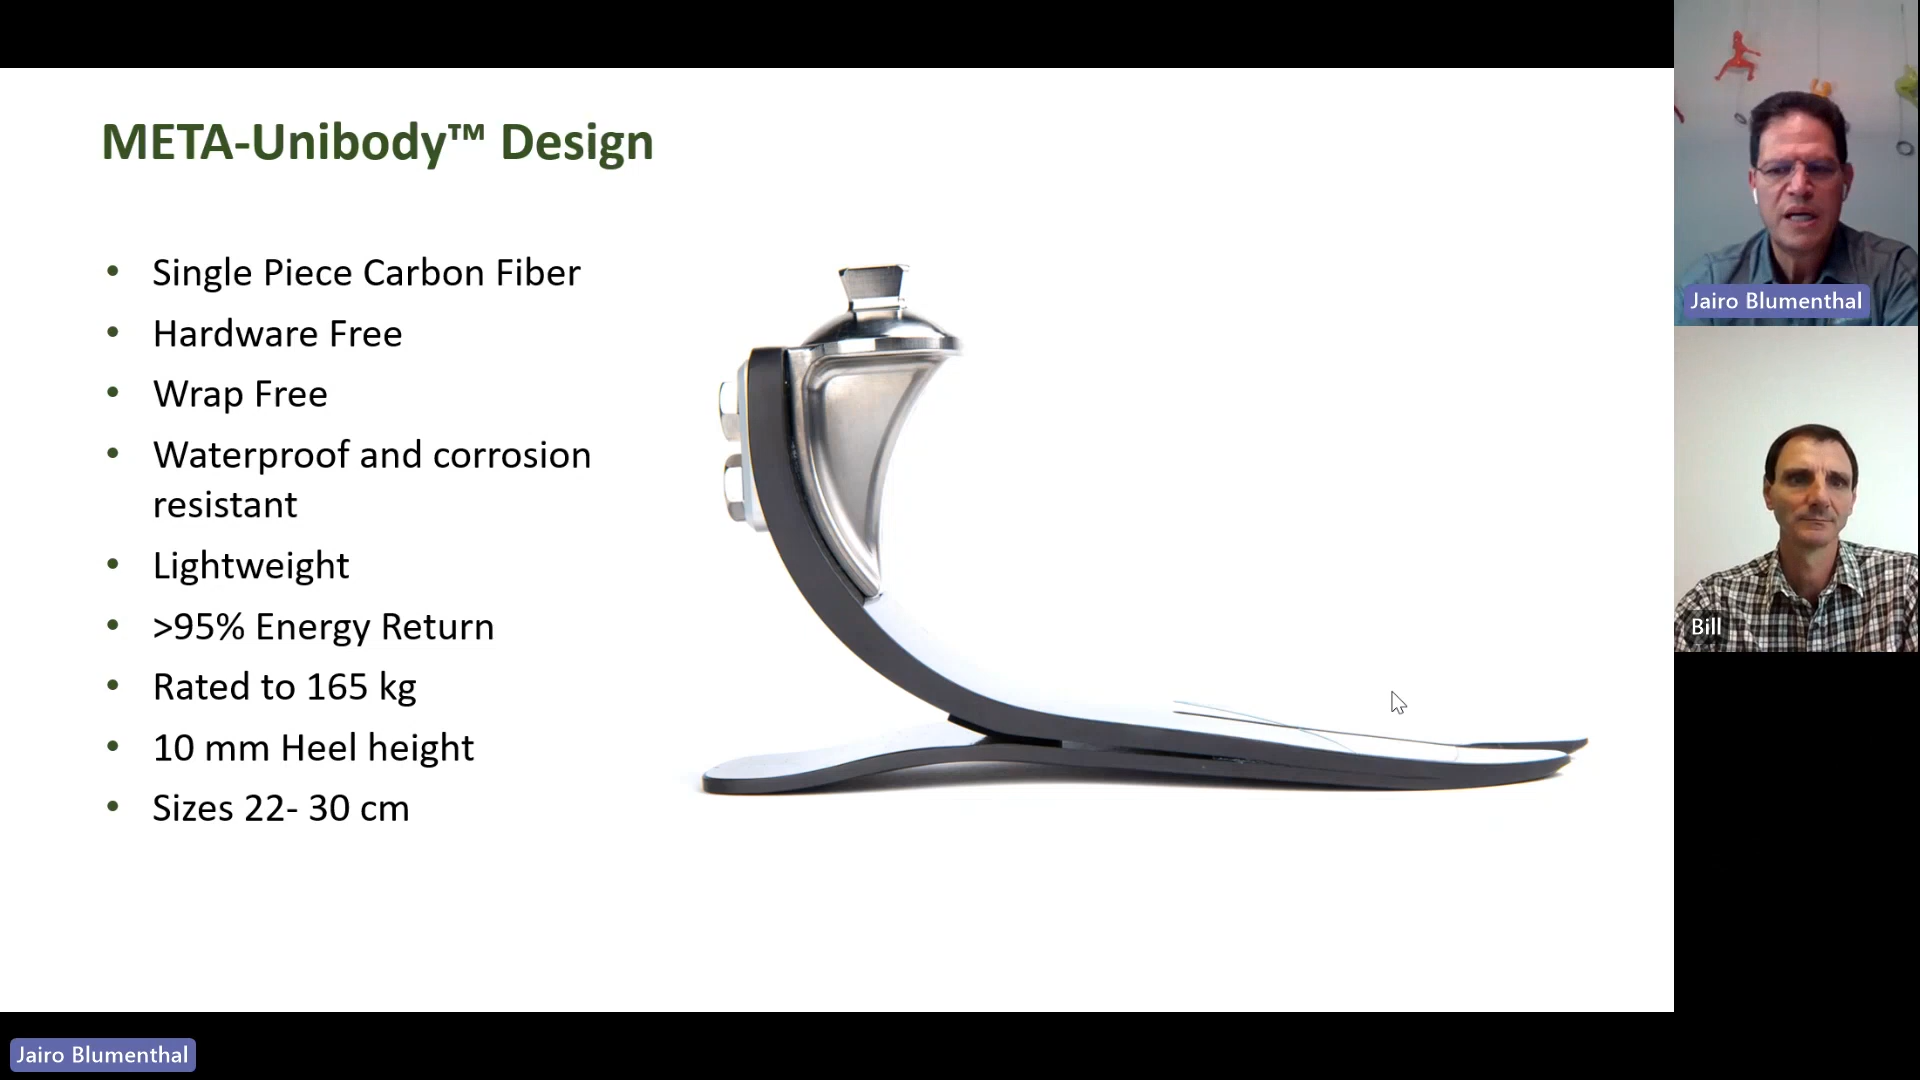 META-Unibody™ Design
• Single Piece Carbon Fiber
• Hardware Free
• Wrap Free
• Waterproof and corrosion
resistant
• Lightweight
• >95% Energy Return
• Rated to 165 kg
• 10 mm Heel height
• Sizes 22- 30 cm
Jairo Blumenthal
Bill
Jairo Blumenthal